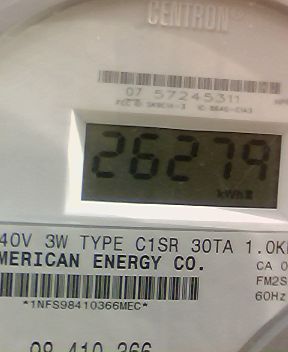 CENTRON®
07 57245311
26279
kWh
40V 3W TYPE C1SR 30TA 1.0K
MERICAN ENERGY CO.
CA 0
FM2S
60Hz
*1NFS98410366MEC*
98 410 366